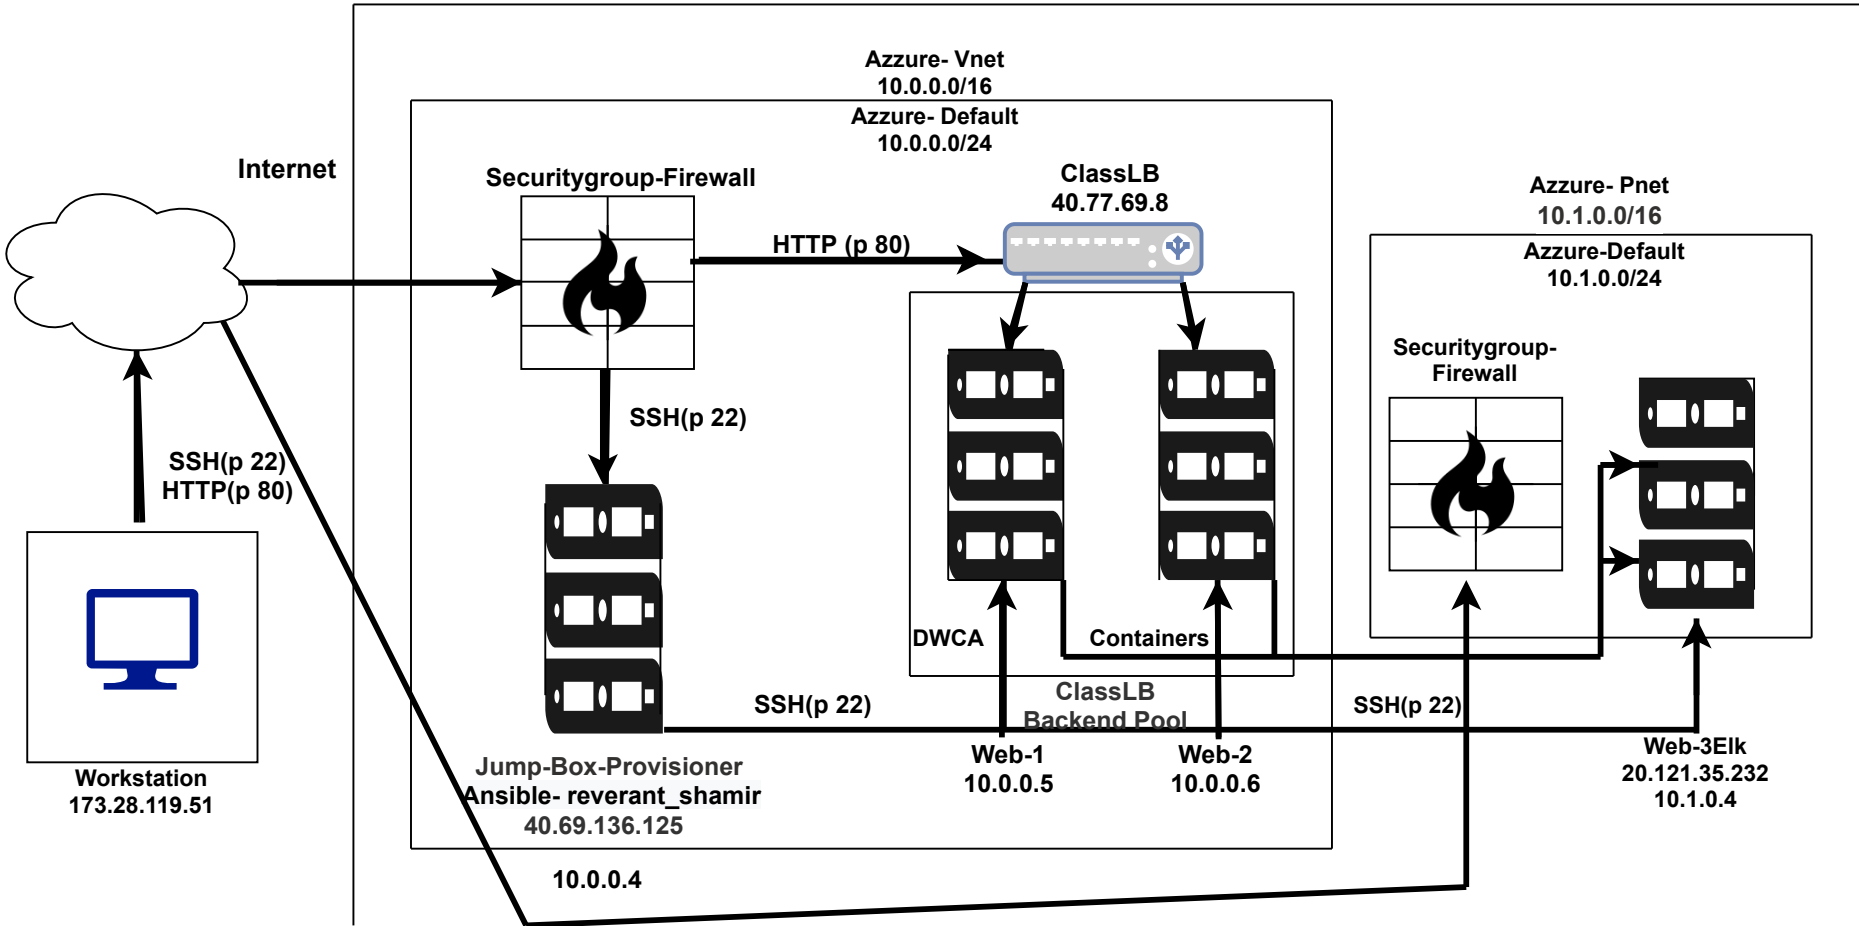 Azzure- Vnet
10.0.0.0/16
Azzure- Default
10.0.0.0/24
Internet
Securitygroup-Firewall
ClassLB
40.77.69.8
Azzure- Pnet
10.1.0.0/16
HTTP (p 80)
Azzure-Default
10.1.0.0/24
Securitygroup-
Firewall
SSH(p 22)
SSH(p 22)
HTTP(p 80)
DWCA
Containers
ClassLB
Backend Pool
SSH(p 22)
SSH(p 22)
Workstation
173.28.119.51
Jump-Box-Provisioner
Ansible- reverant_shamir
40.69.136.125
Web-1
10.0.0.5
Web-2
10.0.0.6
Web-3Elk
20.121.35.232
10.1.0.4
10.0.0.4